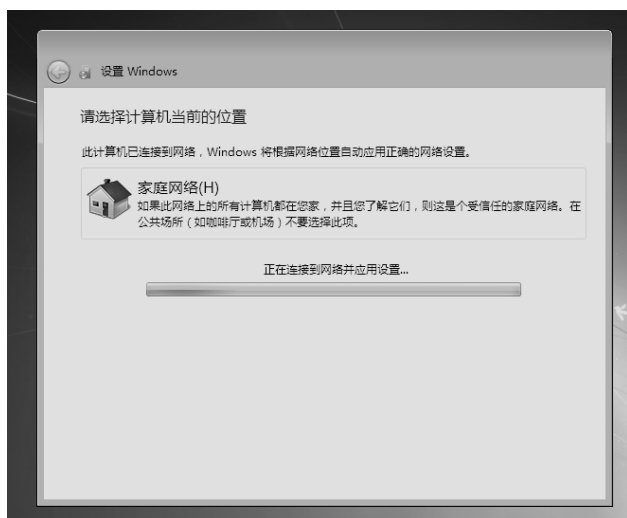 设置 Windows
请选择计算机当前的位置
此计算机已连接到网络，Windows 将根据网络位置自动应用正确的网络设置。
家庭网络(H)
如果此网络上的所有计算机都在您家，并且您了解它们，则这是个受信任的家庭网络。在
公共场所（如咖啡厅或机场）不要选择此项。
正在连接到网络并应用设置...